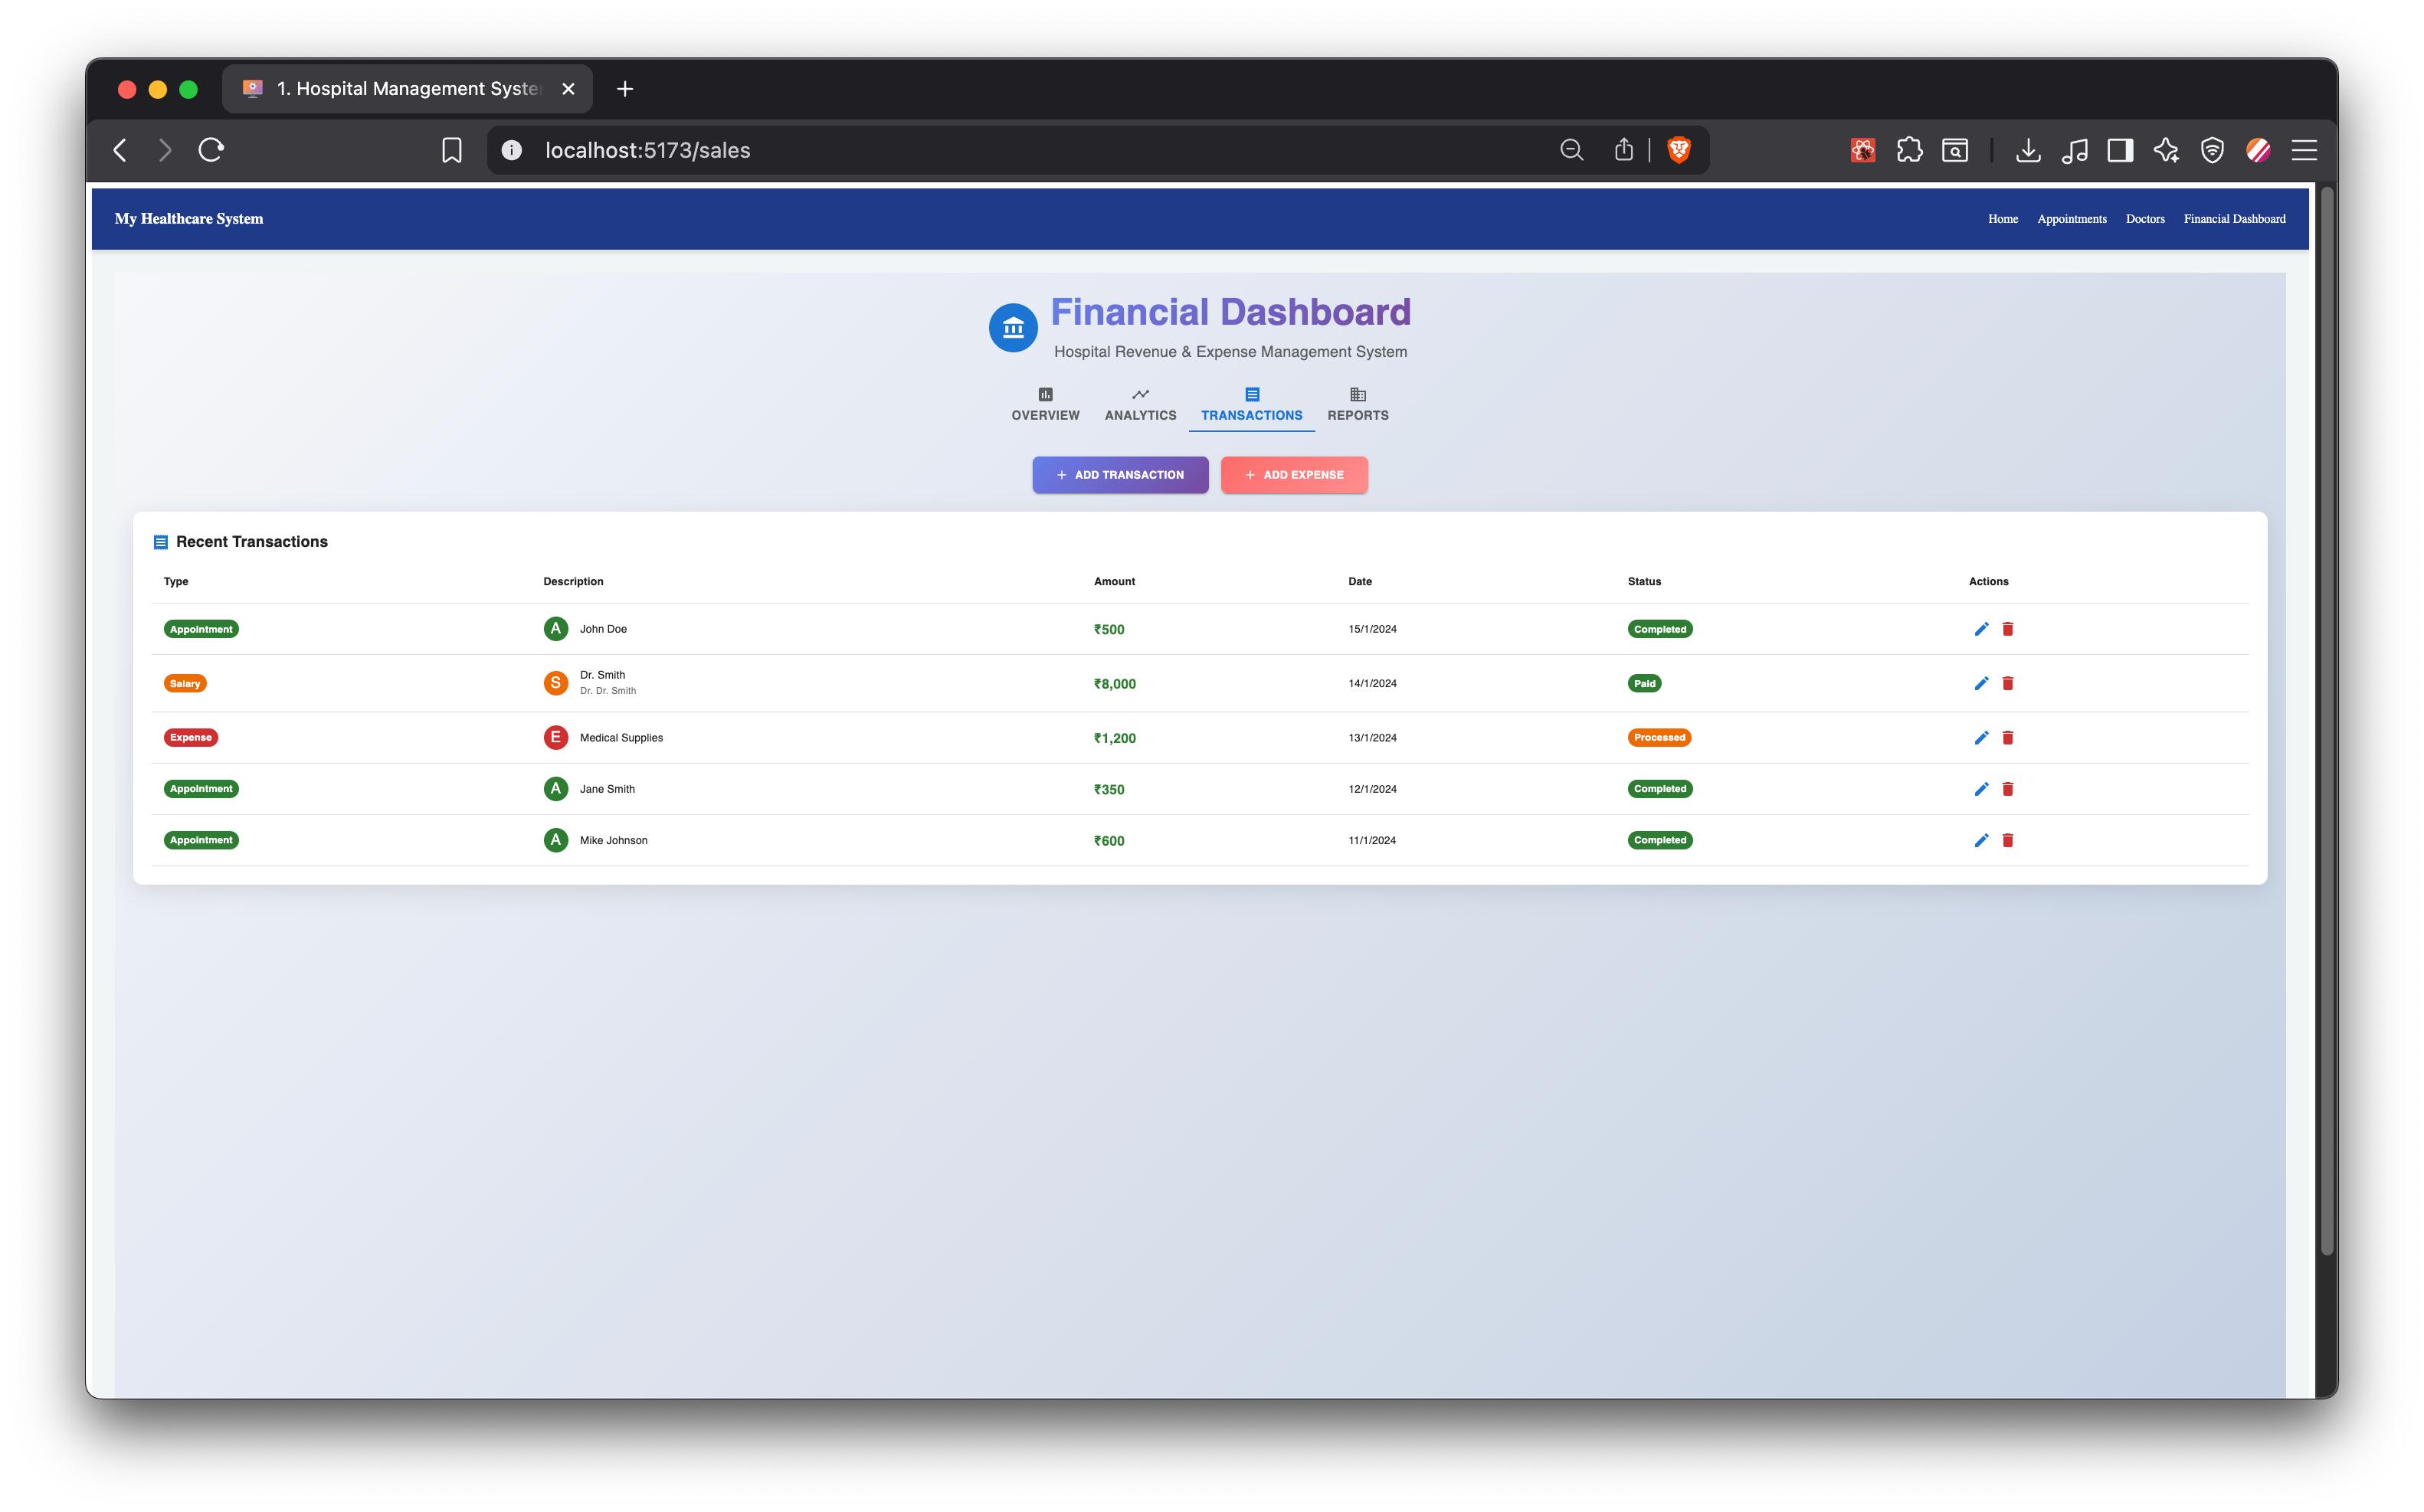 1. Hospital Management Syste
localhost:5173/sales
My Healthcare System
Home Appointments Doctors Financial Dashboard
Financial Dashboard
Hospital Revenue & Expense Management System
OVERVIEW ANALYTICS TRANSACTIONS REPORTS
+ ADD TRANSACTION + ADD EXPENSE
Recent Transactions
Type Description Amount Date Status Actions
Appointment A John Doe ₹500 15/1/2024 Completed
Salary S Dr. Smith ₹8,000 14/1/2024 Paid
Dr. Dr. Smith
Expense E Medical Supplies ₹1,200 13/1/2024 Processed
Appointment A Jane Smith ₹350 12/1/2024 Completed
Appointment A Mike Johnson ₹600 11/1/2024 Completed